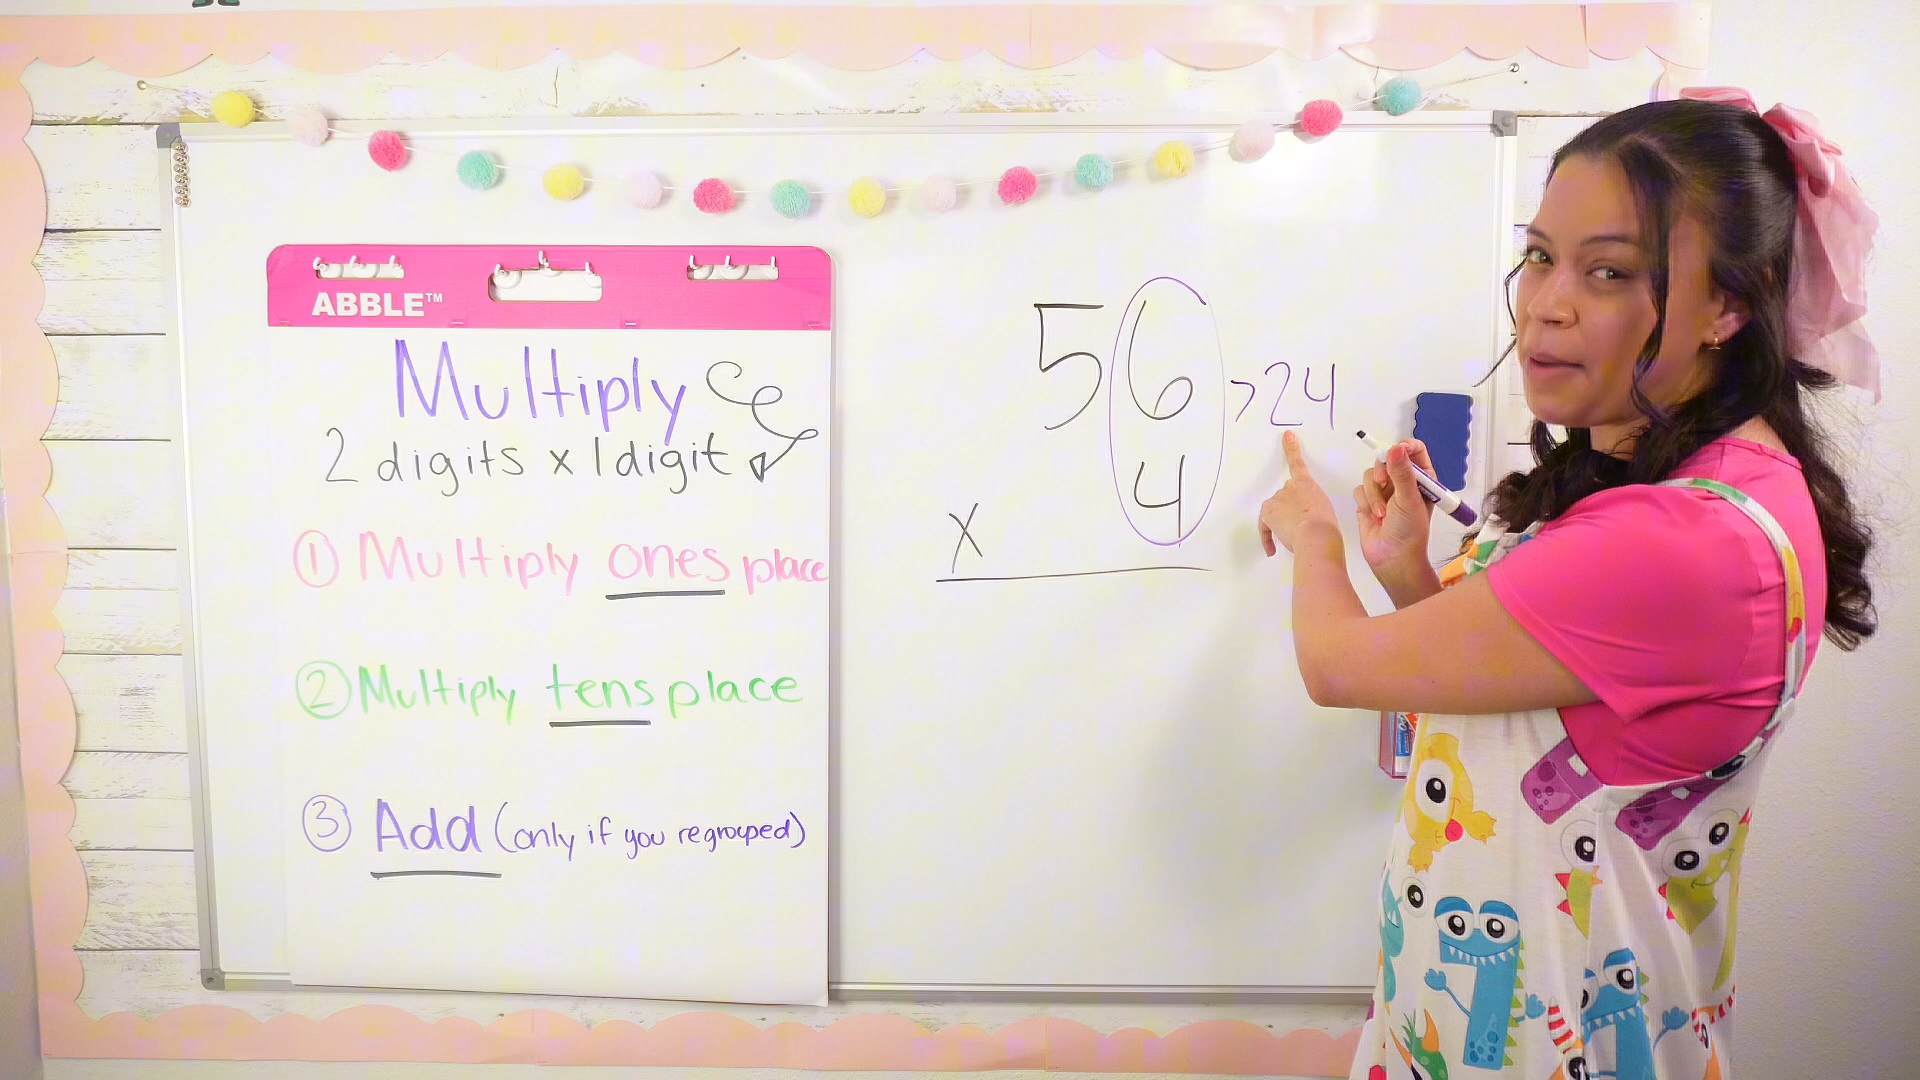 ABBLE™
Multiply
2 digits x 1 digit
① Multiply ones place
② Multiply tens place
③ Add (only if you regrouped)
56 >24
x 4